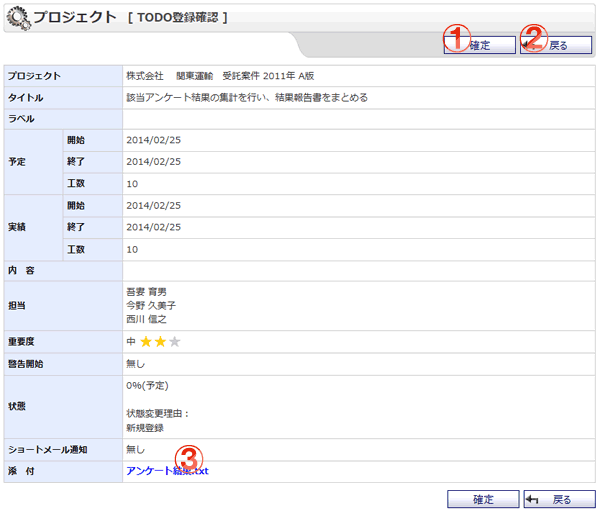 プロジェクト [ TODO登録確認 ]
① 確定 ② 戻る
プロジェクト 株式会社 関東運輸 受託案件 2011年 A版
タイトル 該当アンケート結果の集計を行い、結果報告書をまとめる
ラベル
予定 開始 2014/02/25
終了 2014/02/25
工数 10
実績 開始 2014/02/25
終了 2014/02/25
工数 10
内 容
担当 吾妻 育男
今野 久美子
西川 信之
重要度 中 ★★★
警告開始 無し
状態 0%(予定)
状態変更理由：
新規登録
ショートメール通知 無し
③
添 付 アンケート結果.txt
確定 戻る